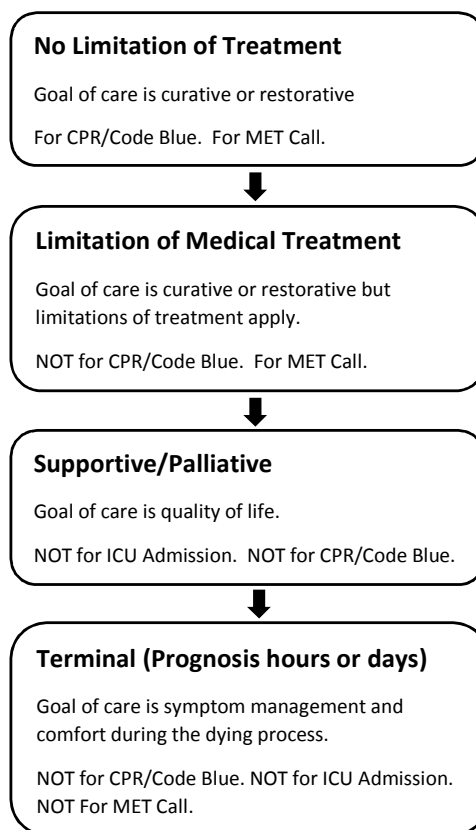 No Limitation of Treatment
Goal of care is curative or restorative
For CPR/Code Blue.  For MET Call.
Limitation of Medical Treatment
Goal of care is curative or restorative but
limitations of treatment apply.
NOT for CPR/Code Blue.  For MET Call.
Supportive/Palliative
Goal of care is quality of life.
NOT for ICU Admission.  NOT for CPR/Code Blue.
Terminal (Prognosis hours or days)
Goal of care is symptom management and
comfort during the dying process.
NOT for CPR/Code Blue. NOT for ICU Admission.
NOT For MET Call.